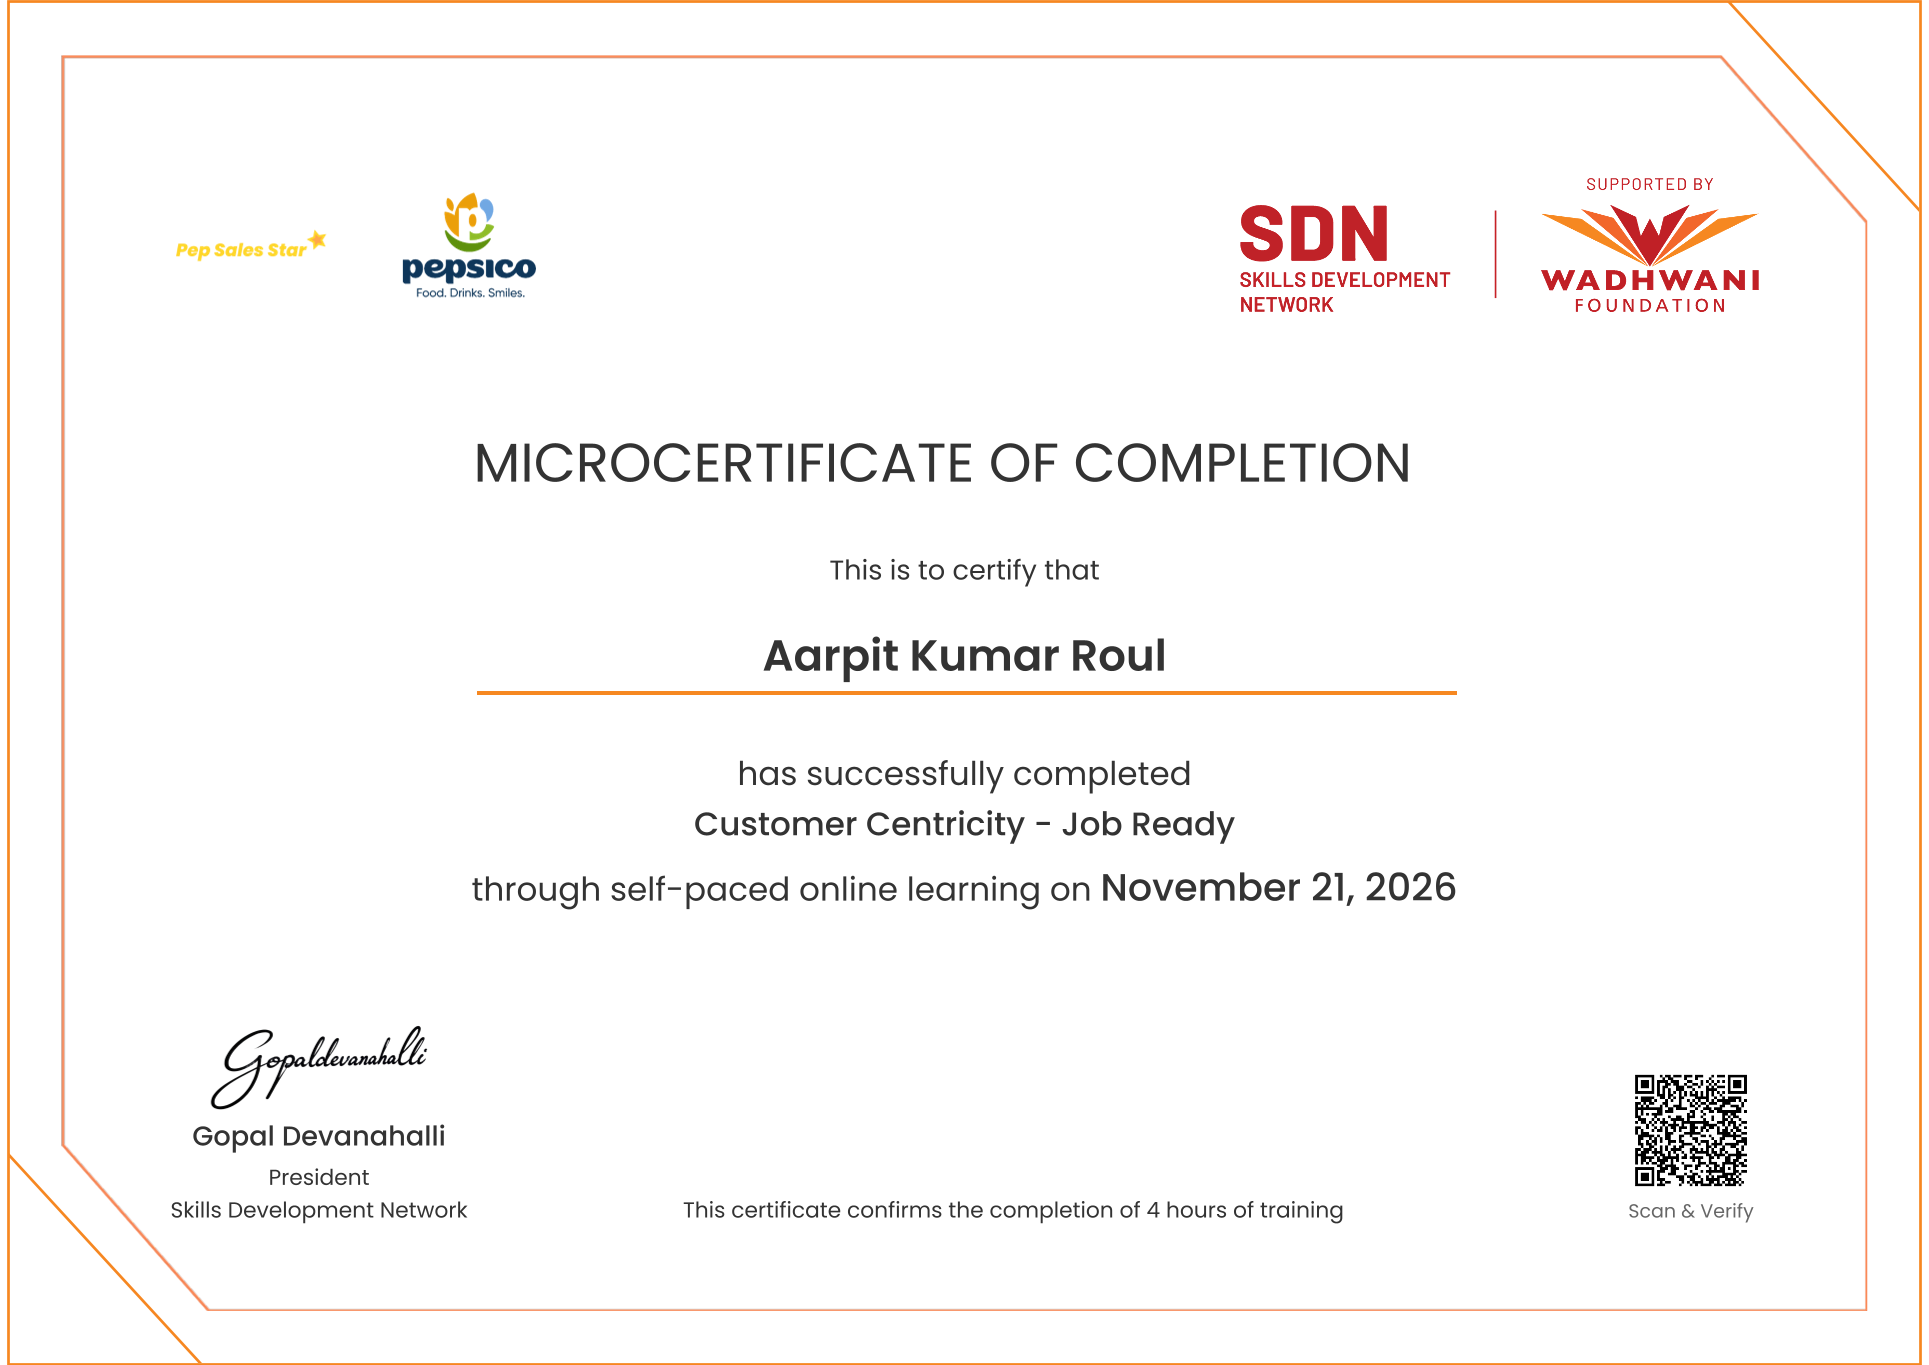 Pep Sales Star
pepsico
Food. Drinks. Smiles.
SDN
SKILLS DEVELOPMENT
NETWORK
SUPPORTED BY
WADHWANI
FOUNDATION
MICROCERTIFICATE OF COMPLETION
This is to certify that
Aarpit Kumar Roul
has successfully completed
Customer Centricity - Job Ready
through self-paced online learning on November 21, 2026
Gopaldevanahalli
Gopal Devanahalli
President
Skills Development Network
This certificate confirms the completion of 4 hours of training
Scan & Verify